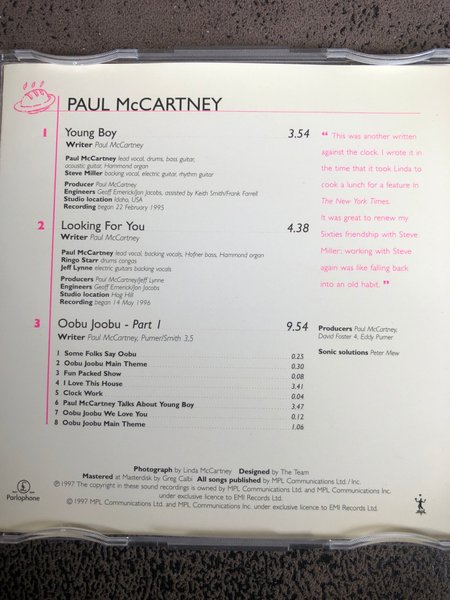 PAUL McCARTNEY
1 Young Boy 3.54
Writer Paul McCartney
Paul McCartney lead vocal, drums, bass guitar,
acoustic guitar, Hammond organ
Steve Miller backing vocal, electric guitar, rhythm guitar
Producer Paul McCartney
Engineers Geoff Emerick/Jon Jacobs, assisted by Keith Smith/Frank Farrell
Studio location Idaho, USA
Recording began 22 February 1995
2 Looking For You 4.38
Writer Paul McCartney
Paul McCartney lead vocal, backing vocals, Hofner bass, Hammond organ
Ringo Starr drums congas
Jeff Lynne electric guitars backing vocals
Producers Paul McCartney/Jeff Lynne
Engineers Geoff Emerick/Jon Jacobs
Studio location Hog Hill
Recording began 14 May 1996
3 Oobu Joobu - Part 1 9.54
Writer Paul McCartney, Pumer/Smith 3.5
1 Some Folks Say Oobu 0.25
2 Oobu Joobu Main Theme 0.30
3 Fun Packed Show 0.08
4 I Love This House 3.41
5 Clock Work 0.04
6 Paul McCartney Talks About Young Boy 3.47
7 Oobu Joobu We Love You 0.12
8 Oobu Joobu Main Theme 1.06
" This was another written
against the clock. I wrote it in
the time that it took Linda to
cook a lunch for a feature In
The New York Times.
It was great to renew my
Sixties friendship with Steve
Miller: working with Steve
again was like falling back
into an old habit. "
Producers Paul McCartney,
David Foster 4, Eddy Pumer
Sonic solutions Peter Mew
Photograph by Linda McCartney Designed by The Team
Mastered at Masterdisk by Greg Calbi All songs published by MPL Communications Ltd. / Inc.
℗ 1997 The copyright in these sound recordings is owned by MPL Communications Ltd. / MPL Communications Inc.
under exclusive licence to EMI Records Ltd.
© 1997 MPL Communications Ltd. / MPL Communications Inc. under exclusive licence to EMI Records Ltd.
Parlophone